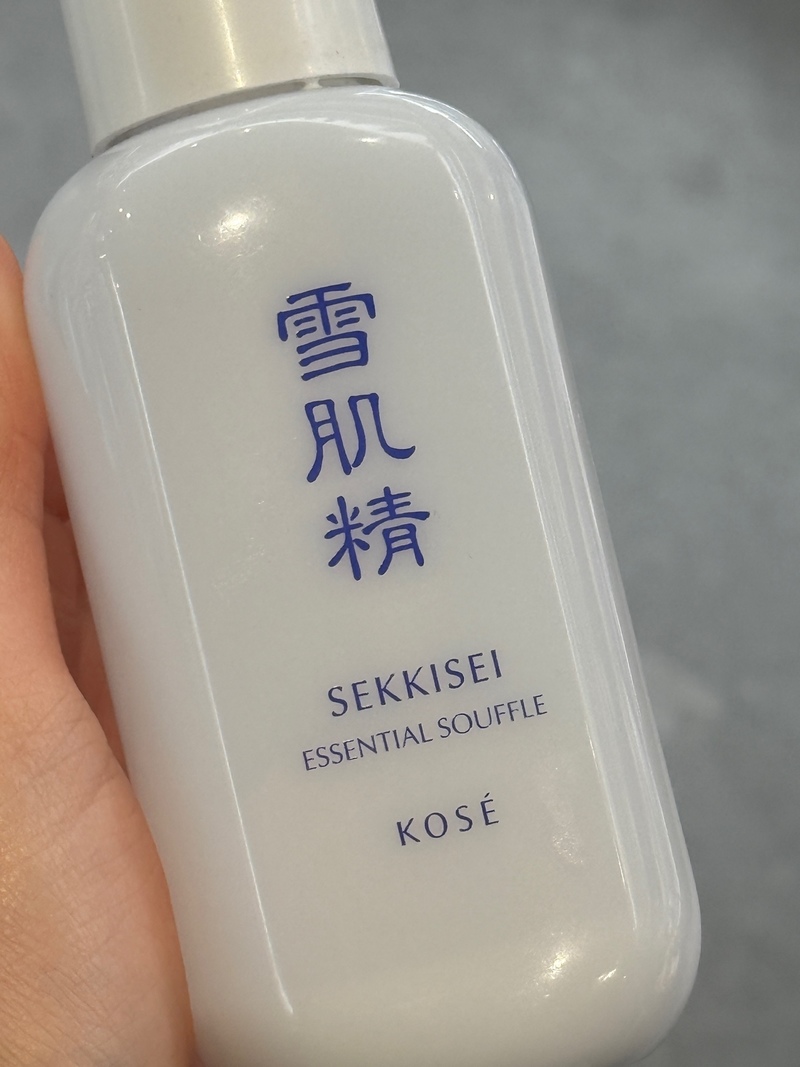 雪肌精
SEKKISEI
ESSENTIAL SOUFFLE
KOSÉ